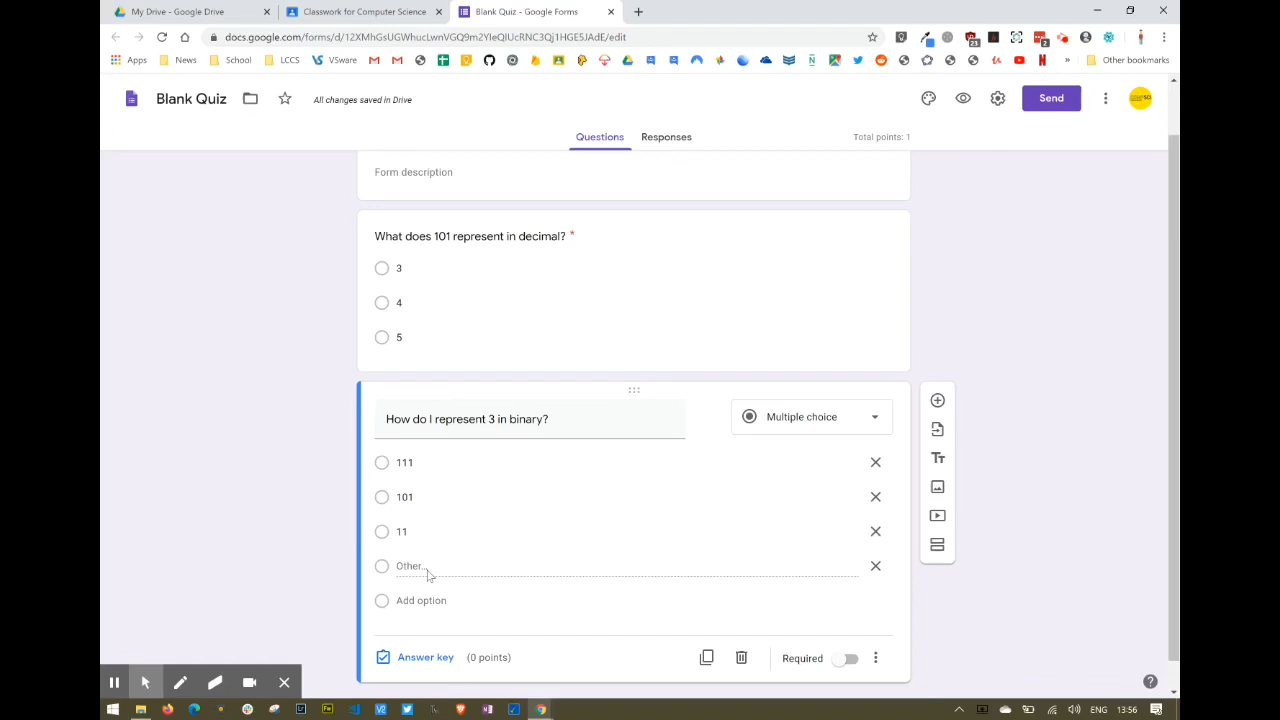 My Drive - Google Drive
Classwork for Computer Science
Blank Quiz - Google Forms
docs.google.com/forms/d/12XMhGsUGWhucLwnVGQ9m2YIeQIUcRNC3Qj1HGE5JAdE/edit
23
2
Apps
News
School
LCCS
VSware
Other bookmarks
Blank Quiz
All changes saved in Drive
Send
Questions
Responses
Total points: 1
Form description
What does 101 represent in decimal? *
3
4
5
How do I represent 3 in binary?
Multiple choice
111
101
11
Other...
Add option
Answer key
(0 points)
Required
ENG
13:56